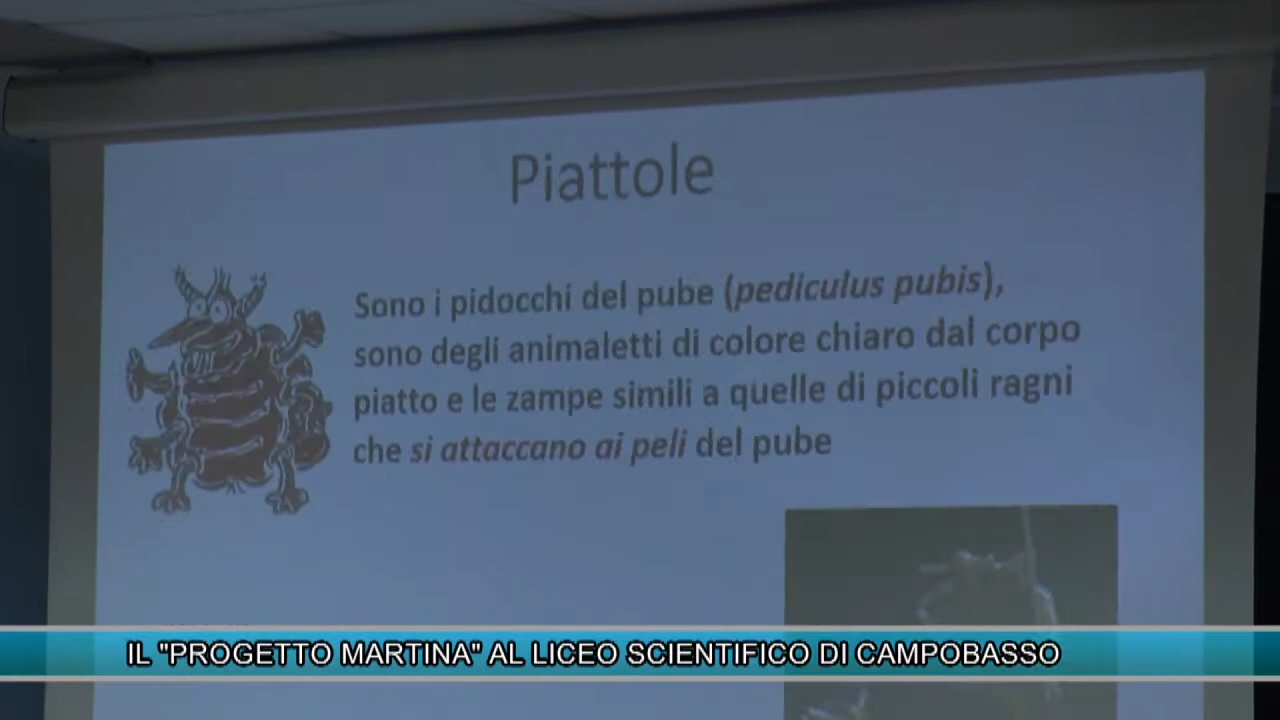 Piattole
Sono i pidocchi del pube (pediculus pubis),
sono degli animaletti di colore chiaro dal corpo
piatto e le zampe simili a quelle di piccoli ragni
che si attaccano ai peli del pube
IL "PROGETTO MARTINA" AL LICEO SCIENTIFICO DI CAMPOBASSO